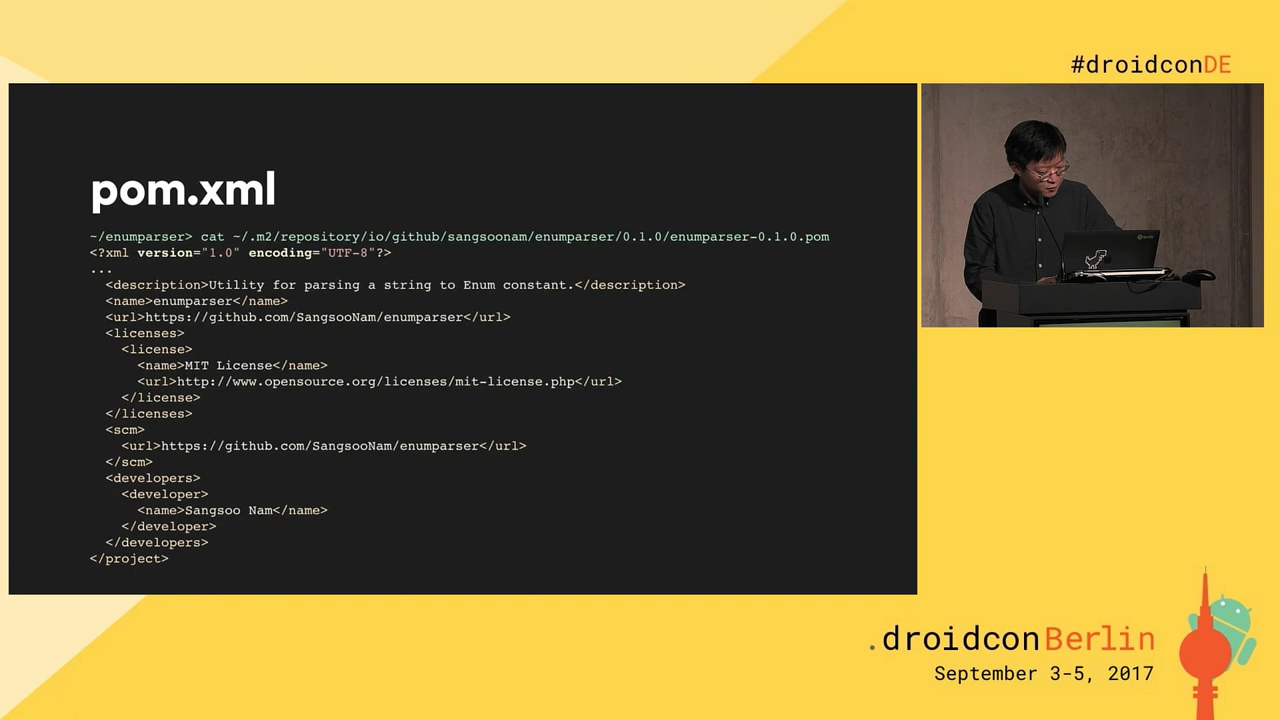 #droidconDE
pom.xml
~/enumparser> cat ~/.m2/repository/io/github/sangsoonam/enumparser/0.1.0/enumparser-0.1.0.pom
<?xml version="1.0" encoding="UTF-8"?>
...
<description>Utility for parsing a string to Enum constant.</description>
<name>enumparser</name>
<url>https://github.com/SangsooNam/enumparser</url>
<licenses>
<license>
<name>MIT License</name>
<url>http://www.opensource.org/licenses/mit-license.php</url>
</license>
</licenses>
<scm>
<url>https://github.com/SangsooNam/enumparser</url>
</scm>
<developers>
<developer>
<name>Sangsoo Nam</name>
</developer>
</developers>
</project>
.droidconBerlin
September 3-5, 2017